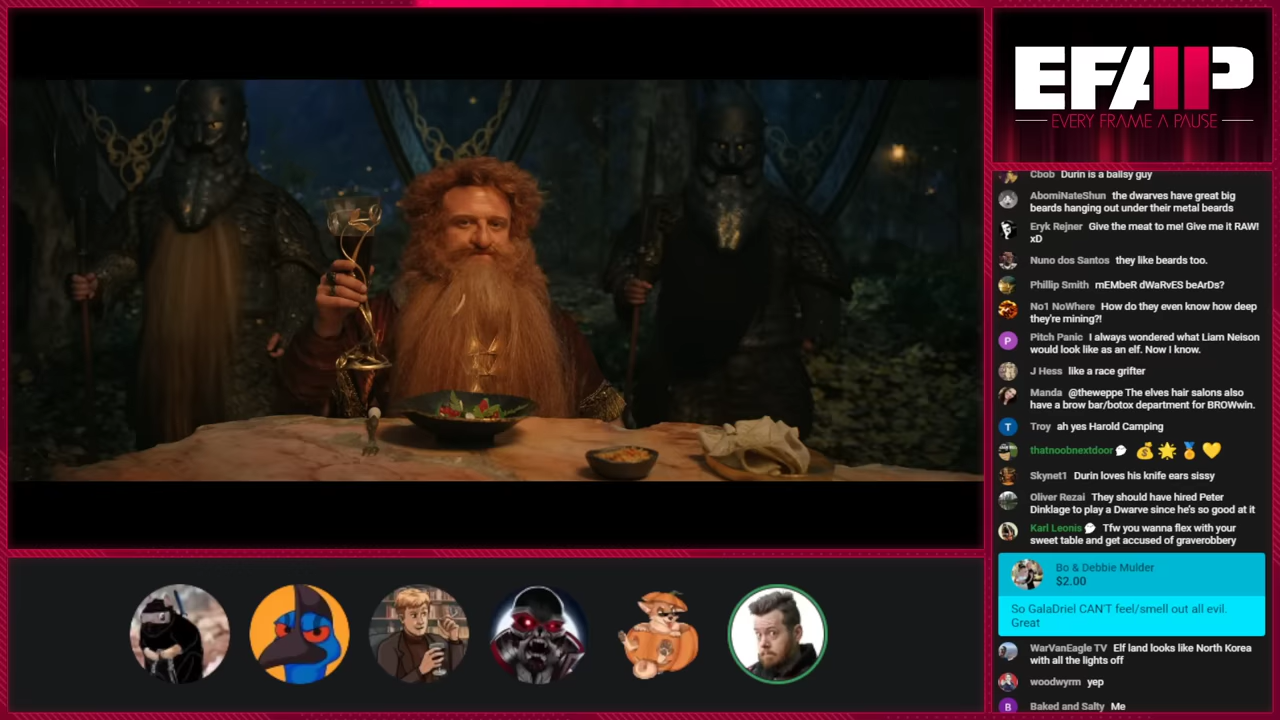 EFAP
EVERY FRAME A PAUSE
Cbob Durin is a ballsy guy
AbomiNateShun the dwarves have great big
beards hanging out under their metal beards
Eryk Rejner Give the meat to me! Give me it RAW!
xD
Nuno dos Santos they like beards too.
Phillip Smith mEMbeR dWaRvES beArDs?
No1 NoWhere How do they even know how deep
they're mining?!
P
Pitch Panic I always wondered what Liam Neison
would look like as an elf. Now I know.
J Hess like a race grifter
Manda @theweppe The elves hair salons also
have a brow bar/botox department for BROWwin.
T
Troy ah yes Harold Camping
thatnoobnextdoor 💰🌟🏅💛
Skynet1 Durin loves his knife ears sissy
Oliver Rezai They should have hired Peter
Dinklage to play a Dwarve since he's so good at it
Karl Leonis Tfw you wanna flex with your
sweet table and get accused of graverobbery
Bo & Debbie Mulder
$2.00
So GalaDriel CAN'T feel/smell out all evil.
Great
WarVanEagle TV Elf land looks like North Korea
with all the lights off
woodwyrm yep
B
Baked and Salty Me